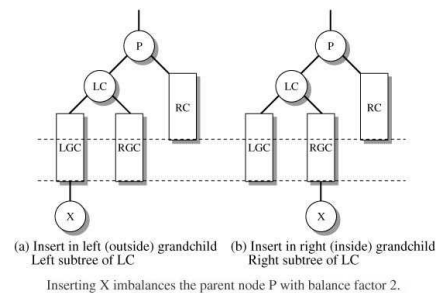 P
P
LC
LC
RC
RC
LGC
RGC
LGC
RGC
X
X
(a) Insert in left (outside) grandchild
Left subtree of LC
(b) Insert in right (inside) grandchild
Right subtree of LC
Inserting X imbalances the parent node P with balance factor 2.